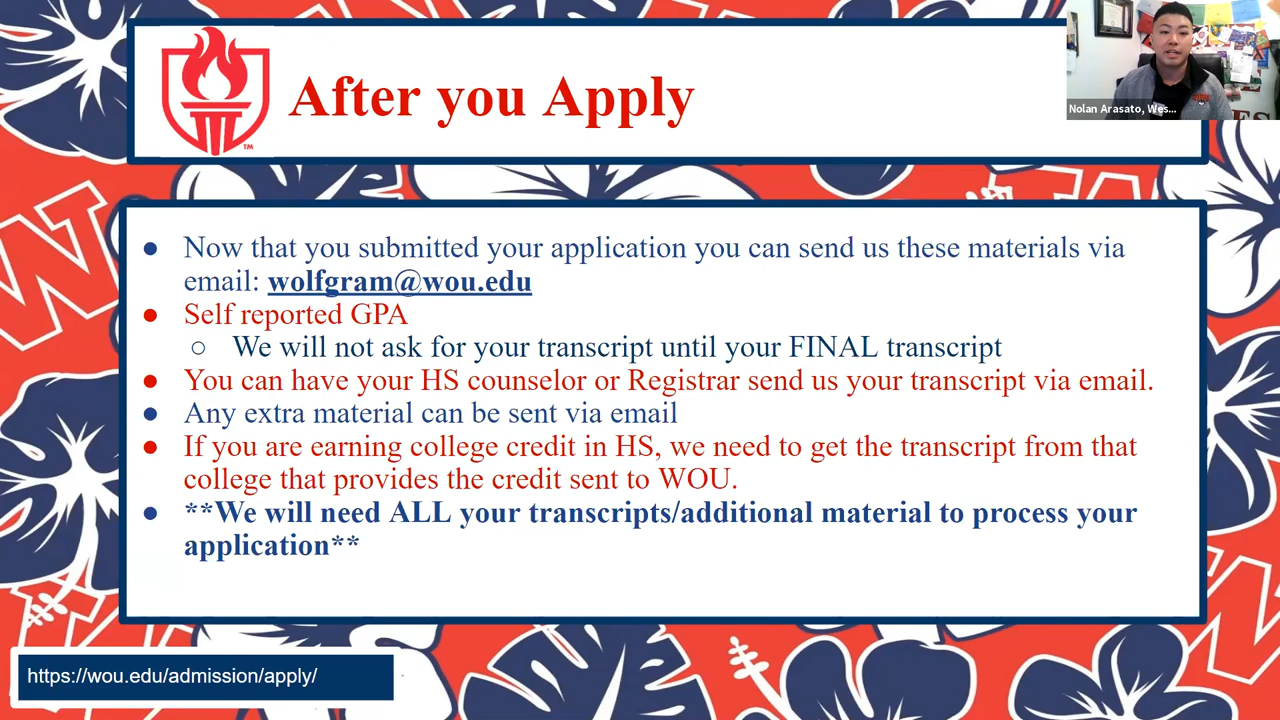 After you Apply
TM
Nolan Arasato, Wes...
● Now that you submitted your application you can send us these materials via
email: wolfgram@wou.edu
● Self reported GPA
○ We will not ask for your transcript until your FINAL transcript
● You can have your HS counselor or Registrar send us your transcript via email.
● Any extra material can be sent via email
● If you are earning college credit in HS, we need to get the transcript from that
college that provides the credit sent to WOU.
● **We will need ALL your transcripts/additional material to process your
application**
https://wou.edu/admission/apply/